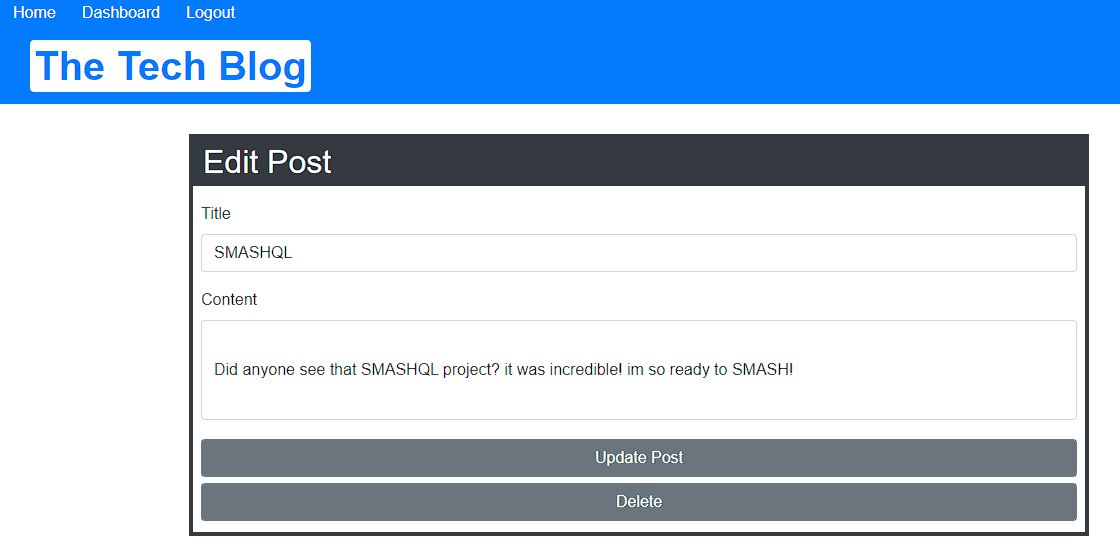 Home Dashboard Logout
The Tech Blog
Edit Post
Title
SMASHQL
Content
Did anyone see that SMASHQL project? it was incredible! im so ready to SMASH!
Update Post
Delete